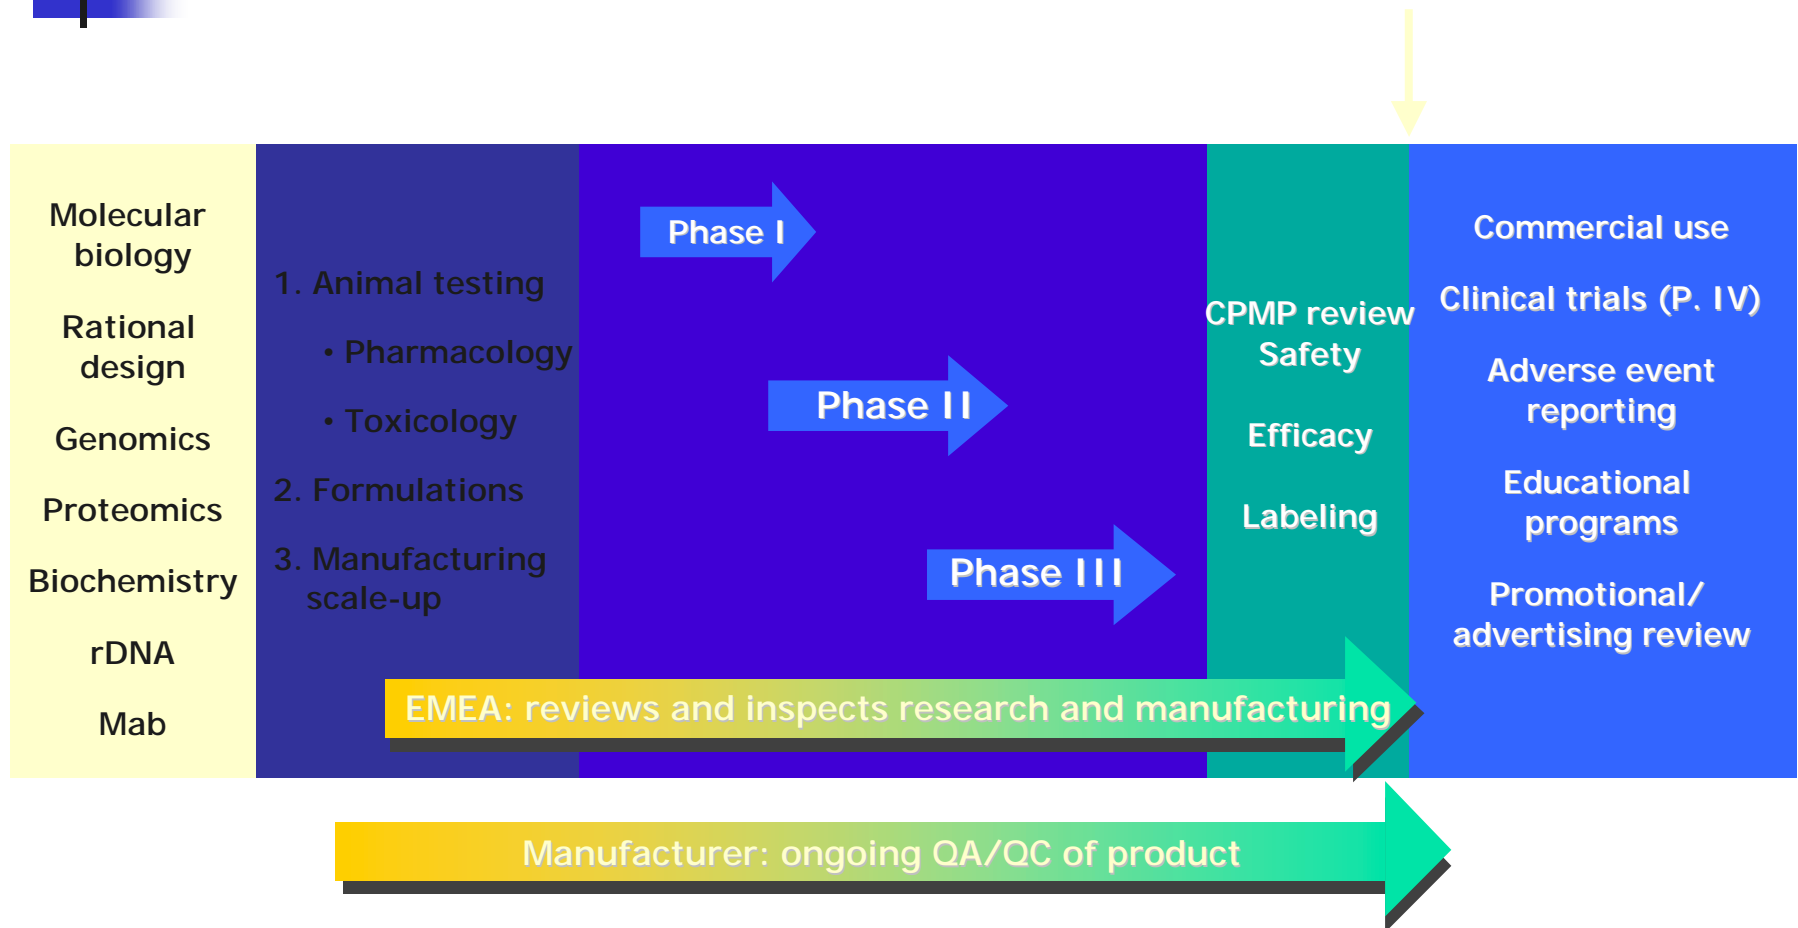 Molecular
biology
Rational
design
Genomics
Proteomics
Biochemistry
rDNA
Mab
1. Animal testing
• Pharmacology
• Toxicology
2. Formulations
3. Manufacturing
scale-up
Phase I
Phase II
Phase III
CPMP review
Safety
Efficacy
Labeling
Commercial use
Clinical trials (P. IV)
Adverse event
reporting
Educational
programs
Promotional/
advertising review
EMEA: reviews and inspects research and manufacturing
Manufacturer: ongoing QA/QC of product